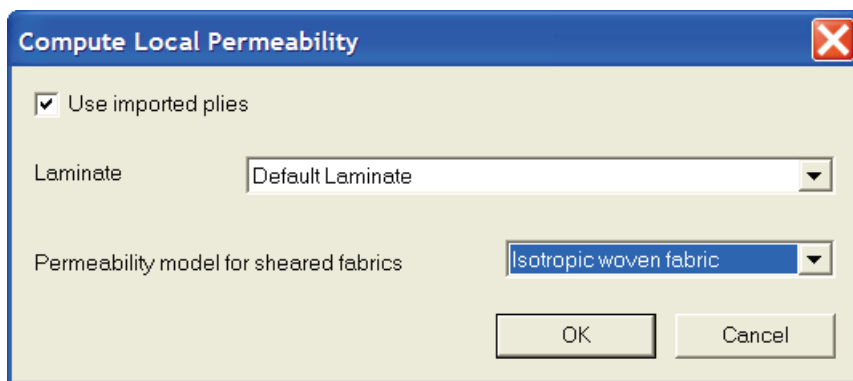 Compute Local Permeability
Use imported plies
Laminate Default Laminate
Permeability model for sheared fabrics Isotropic woven fabric
OK Cancel